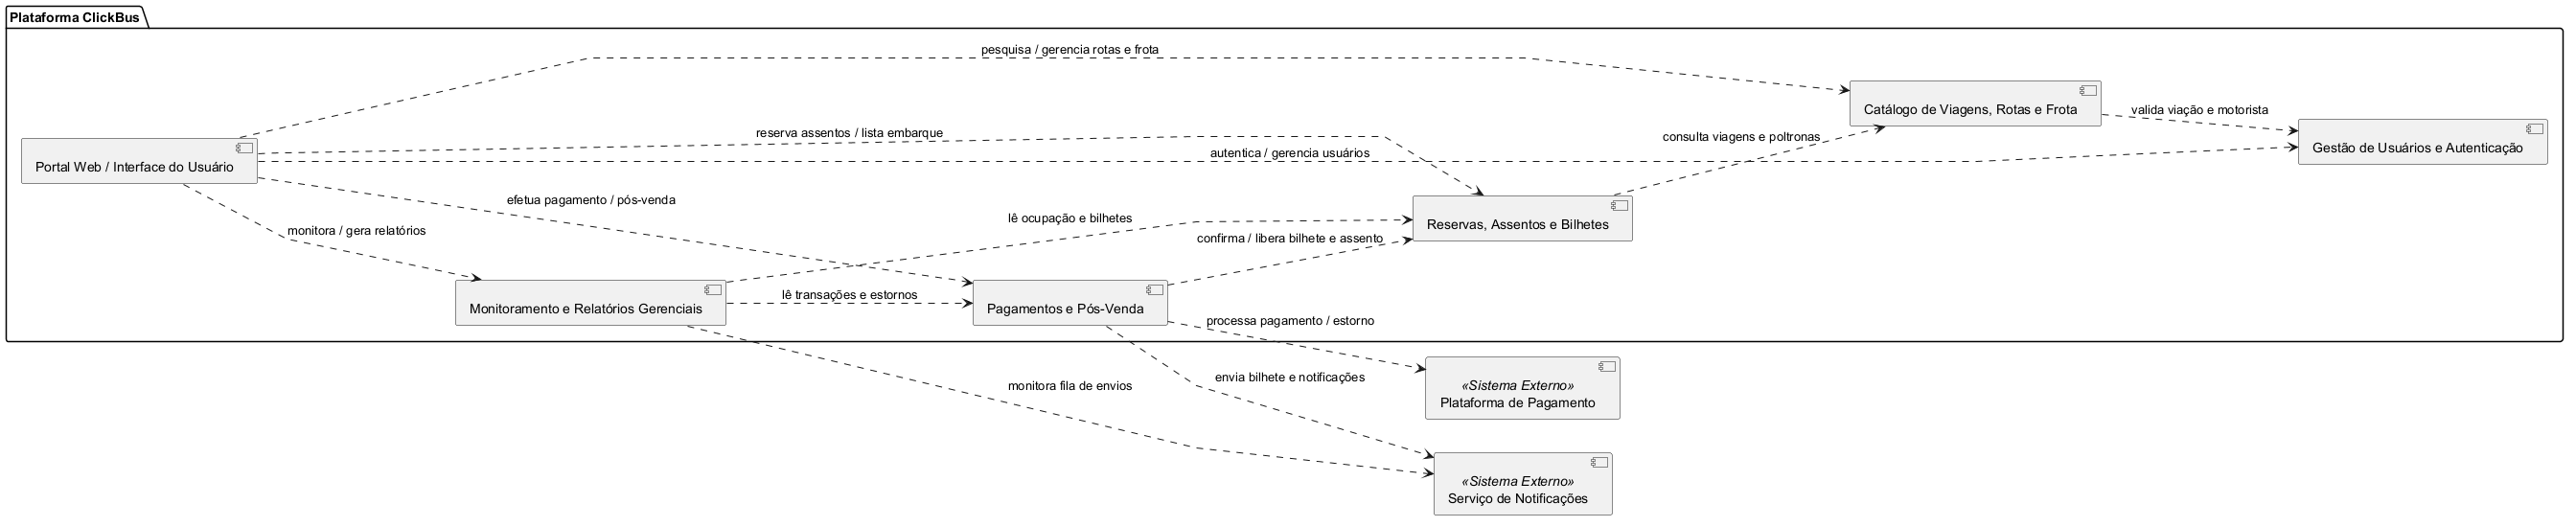 Plataforma ClickBus
pesquisa / gerencia rotas e frota
Catálogo de Viagens, Rotas e Frota
valida viação e motorista
reserva assentos / lista embarque
consulta viagens e poltronas
Gestão de Usuários e Autenticação
autentica / gerencia usuários
Portal Web / Interface do Usuário
efetua pagamento / pós-venda
lê ocupação e bilhetes
Reservas, Assentos e Bilhetes
monitora / gera relatórios
confirma / libera bilhete e assento
lê transações e estornos
Monitoramento e Relatórios Gerenciais
Pagamentos e Pós-Venda
processa pagamento / estorno
envia bilhete e notificações
monitora fila de envios
«Sistema Externo»
Plataforma de Pagamento
«Sistema Externo»
Serviço de Notificações